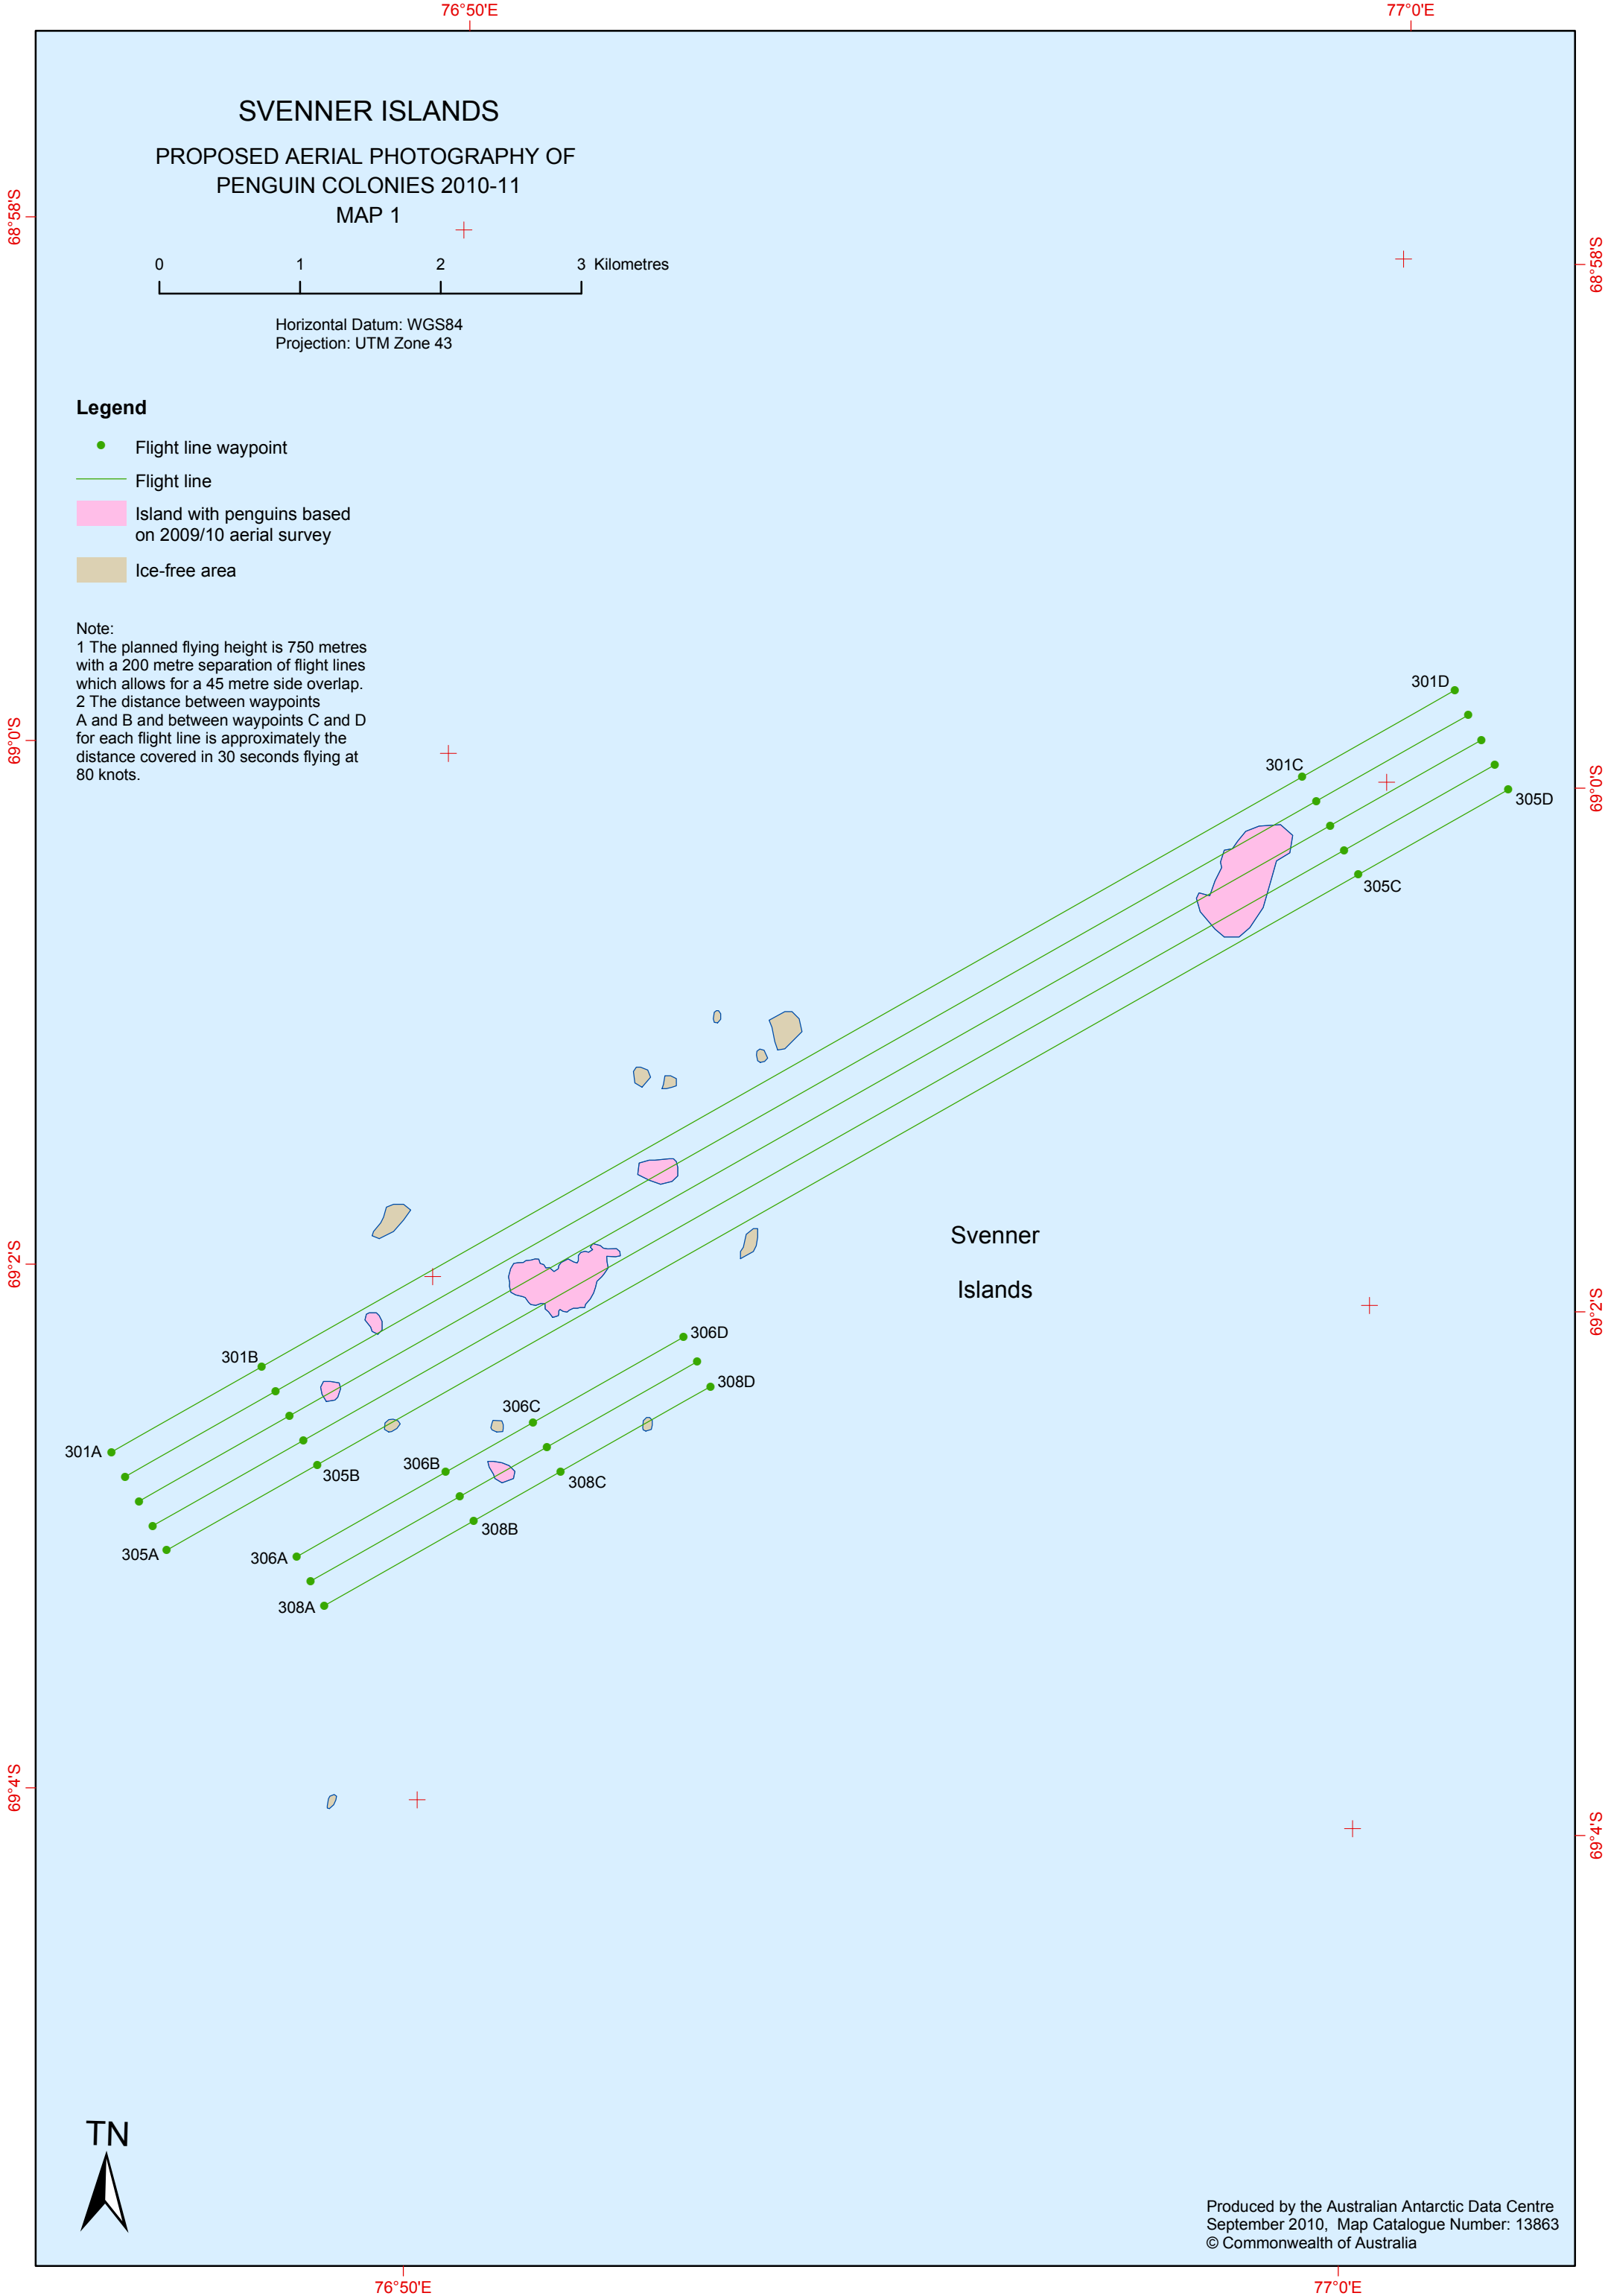 76°50'E
77°0'E
SVENNER ISLANDS
PROPOSED AERIAL PHOTOGRAPHY OF
PENGUIN COLONIES 2010-11
MAP 1
68°58'S
68°58'S
0 1 2 3 Kilometres
Horizontal Datum: WGS84
Projection: UTM Zone 43
Legend
Flight line waypoint
Flight line
Island with penguins based
on 2009/10 aerial survey
Ice-free area
Note:
1 The planned flying height is 750 metres
with a 200 metre separation of flight lines
which allows for a 45 metre side overlap.
2 The distance between waypoints
A and B and between waypoints C and D
for each flight line is approximately the
distance covered in 30 seconds flying at
80 knots.
69°0'S
69°0'S
301D
301C
305D
305C
Svenner
Islands
69°2'S
69°2'S
306D
301B
308D
306C
301A
306B
305B
308C
308B
305A
306A
308A
69°4'S
69°4'S
TN
Produced by the Australian Antarctic Data Centre
September 2010, Map Catalogue Number: 13863
© Commonwealth of Australia
76°50'E
77°0'E